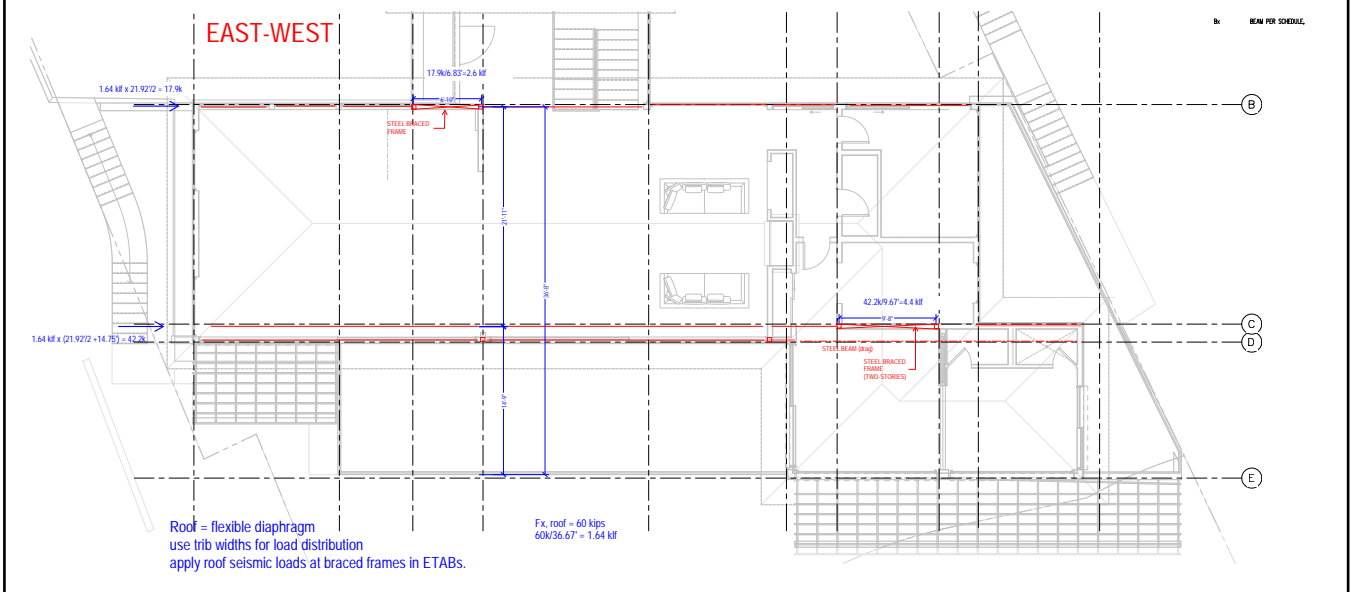 EAST-WEST
Bx BEAM PER SCHEDULE,
17.9k/6.83'=2.6 klf
1.64 klf x 21.92'/2 = 17.9k
6'-10"
B
STEEL BRACED
FRAME
21'-11"
36'-8"
42.2k/9.67'=4.4 klf
9'-8"
C
1.64 klf x (21.92'/2 +14.75') = 42.2k
D
STEEL BEAM (drag)
STEEL BRACED
FRAME
(TWO-STORIES)
14'-9"
E
Roof = flexible diaphragm
use trib widths for load distribution
apply roof seismic loads at braced frames in ETABs.
Fx, roof = 60 kips
60k/36.67' = 1.64 klf